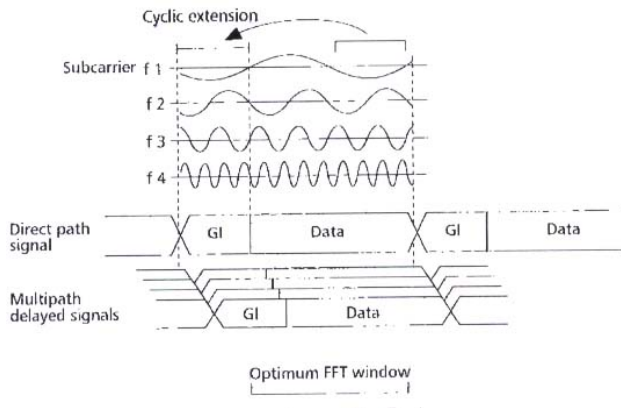 Cyclic extension
Subcarrier f 1
f 2
f 3
f 4
Direct path signal
GI
Data
GI
Data
Multipath delayed signals
GI
Data
Optimum FFT window